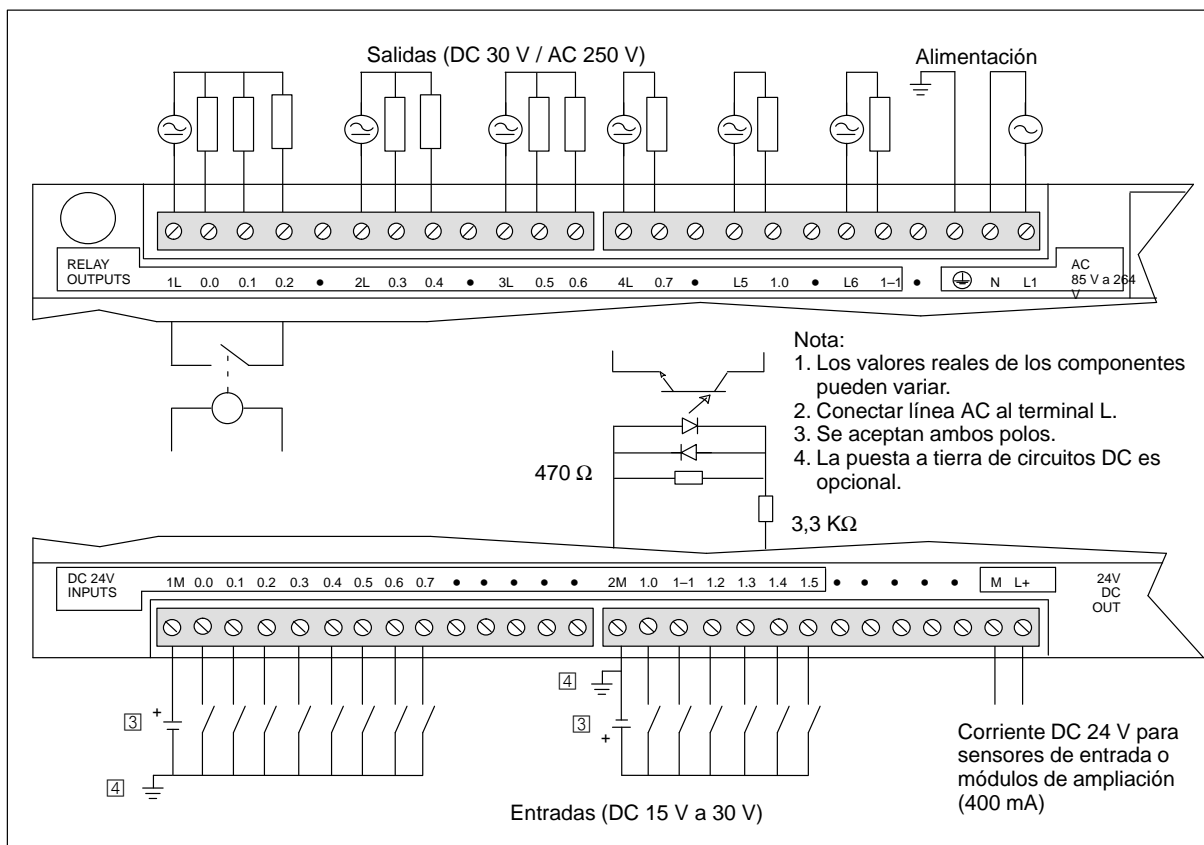 Salidas (DC 30 V / AC 250 V)
Alimentación
RELAY
OUTPUTS
1L 0.0 0.1 0.2 • 2L 0.3 0.4 • 3L 0.5 0.6 4L 0.7 • L5 1.0 • L6 1–1 • N L1
AC
85 V a 264
V
Nota:
1. Los valores reales de los componentes
pueden variar.
2. Conectar línea AC al terminal L.
3. Se aceptan ambos polos.
4. La puesta a tierra de circuitos DC es
opcional.
470 Ω
3,3 KΩ
DC 24V
INPUTS
1M 0.0 0.1 0.2 0.3 0.4 0.5 0.6 0.7 • • • • • 2M 1.0 1–1 1.2 1.3 1.4 1.5 • • • • • M L+
24V
DC
OUT
4
3 +
3
+
4
Corriente DC 24 V para
sensores de entrada o
módulos de ampliación
(400 mA)
Entradas (DC 15 V a 30 V)